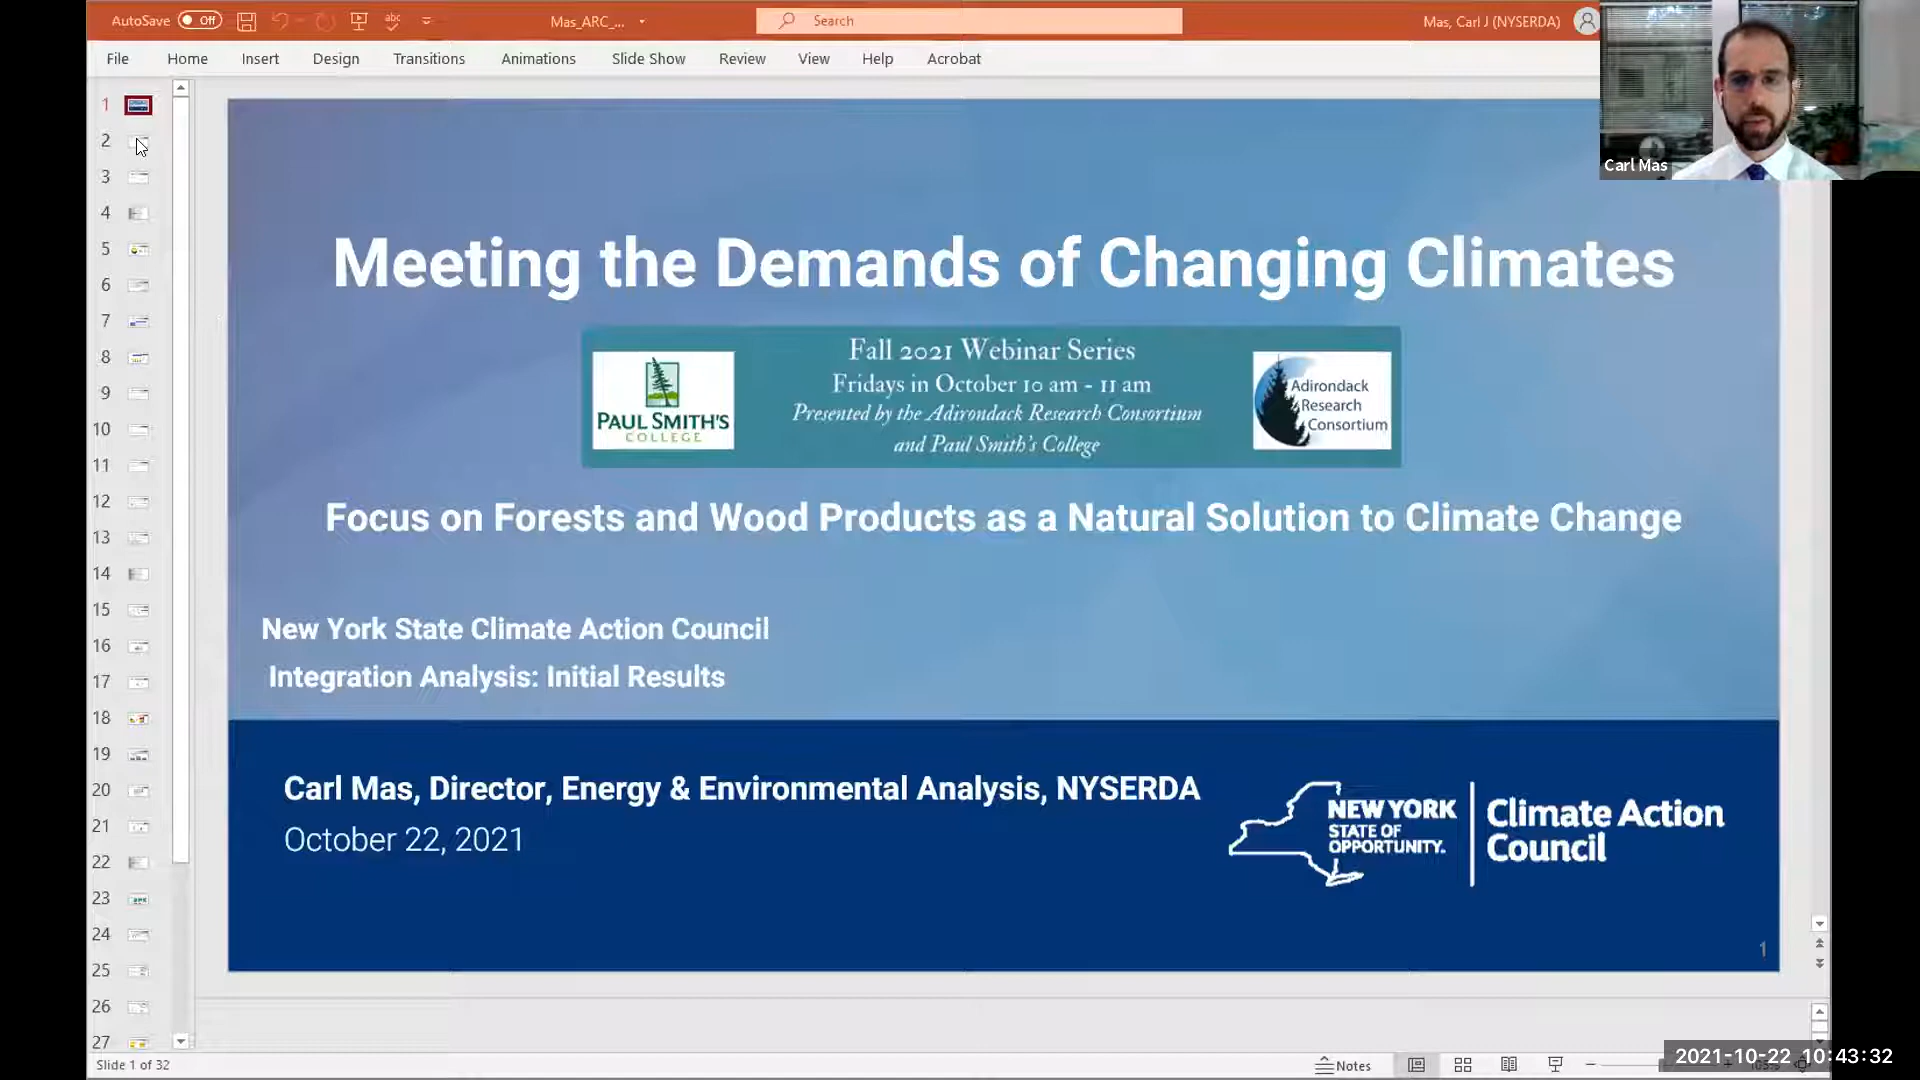 AutoSave Off
abc
Mas_ARC_...
Search
Mas, Carl J (NYSERDA)
File Home Insert Design Transitions Animations Slide Show Review View Help Acrobat
Carl Mas
1
2
3
4
5
6
7
8
9
10
11
12
13
14
15
16
17
18
19
20
21
22
23
24
25
26
27
Meeting the Demands of Changing Climates
PAUL SMITH'S
COLLEGE
Fall 2021 Webinar Series
Fridays in October 10 am - 11 am
Presented by the Adirondack Research Consortium
and Paul Smith's College
Adirondack
Research
Consortium
Focus on Forests and Wood Products as a Natural Solution to Climate Change
New York State Climate Action Council
Integration Analysis: Initial Results
Carl Mas, Director, Energy & Environmental Analysis, NYSERDA
October 22, 2021
NEW YORK
STATE OF
OPPORTUNITY.
Climate Action
Council
1
Slide 1 of 32
Notes
2021-10-22 10:43:32